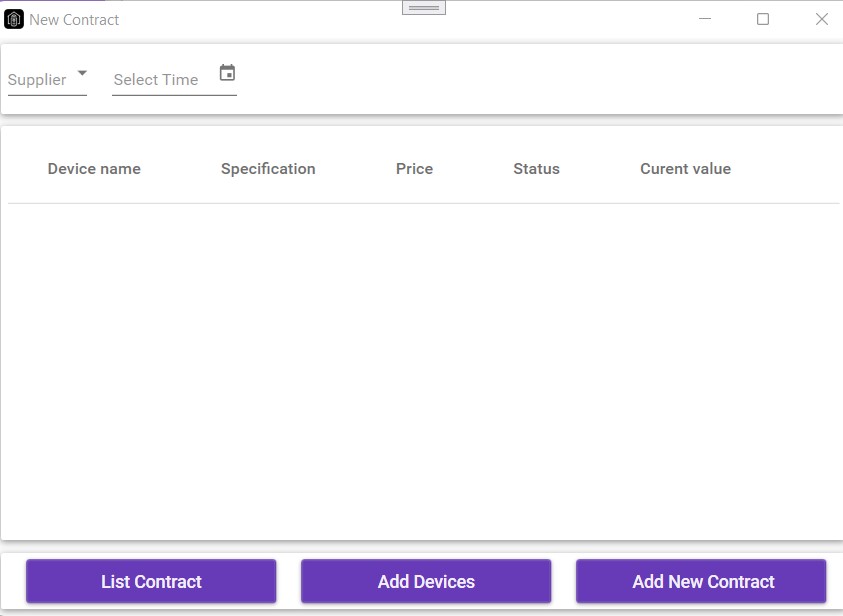 New Contract
Supplier Select Time
Device name Specification Price Status Curent value
List Contract Add Devices Add New Contract